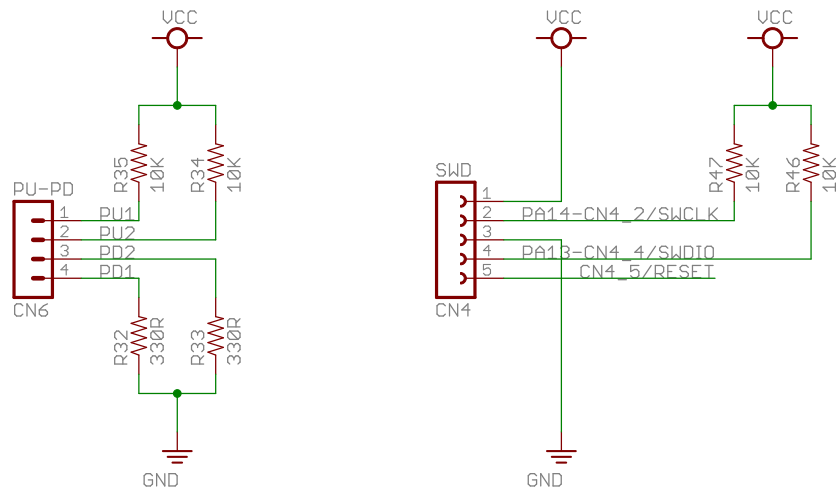 VCC
R35
10K
R34
10K
PU-PD
1
PU1
2
PU2
3
PD2
4
PD1
CN6
R32
330R
R33
330R
GND
VCC
VCC
R47
10K
R46
10K
SWD
1
2
PA14-CN4_2/SWCLK
3
4
PA13-CN4_4/SWDIO
5
CN4_5/RESET
CN4
GND